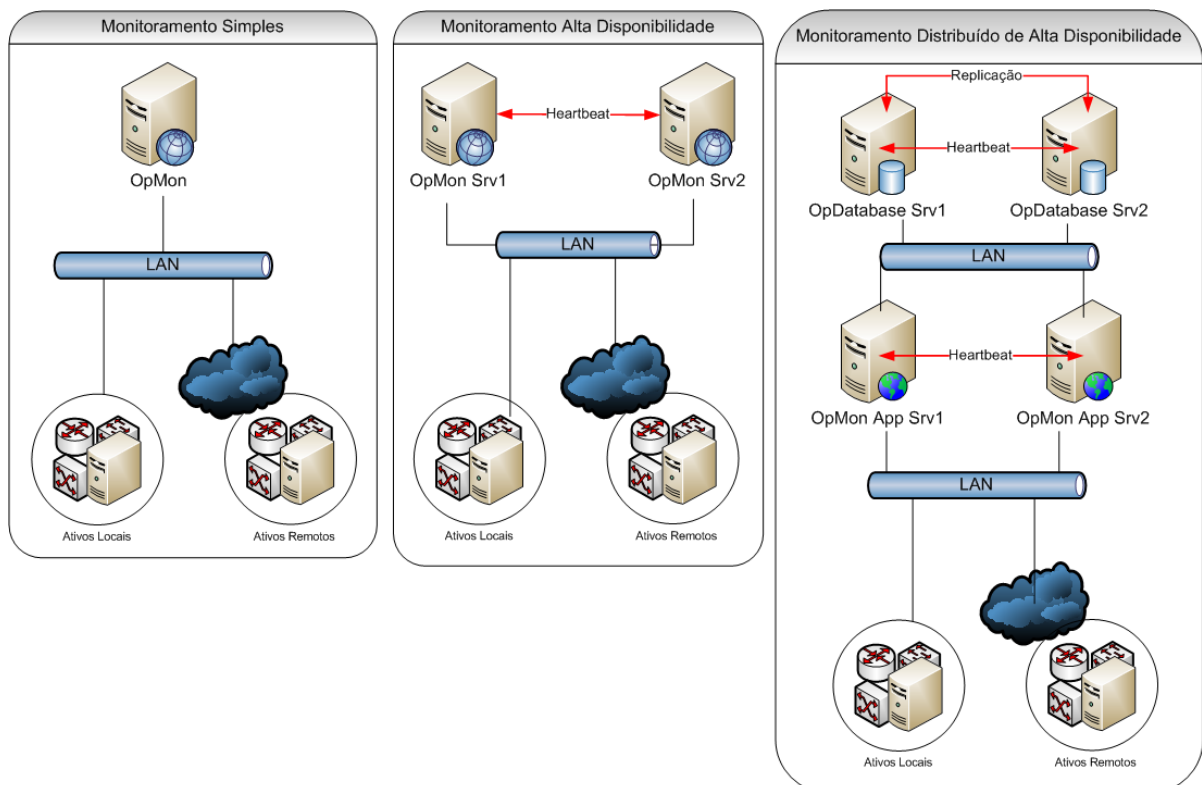 Monitoramento Simples
OpMon
LAN
Ativos Locais
Ativos Remotos
Monitoramento Alta Disponibilidade
Heartbeat
OpMon Srv1
OpMon Srv2
LAN
Ativos Locais
Ativos Remotos
Monitoramento Distribuído de Alta Disponibilidade
Replicação
Heartbeat
OpDatabase Srv1
OpDatabase Srv2
LAN
Heartbeat
OpMon App Srv1
OpMon App Srv2
LAN
Ativos Locais
Ativos Remotos